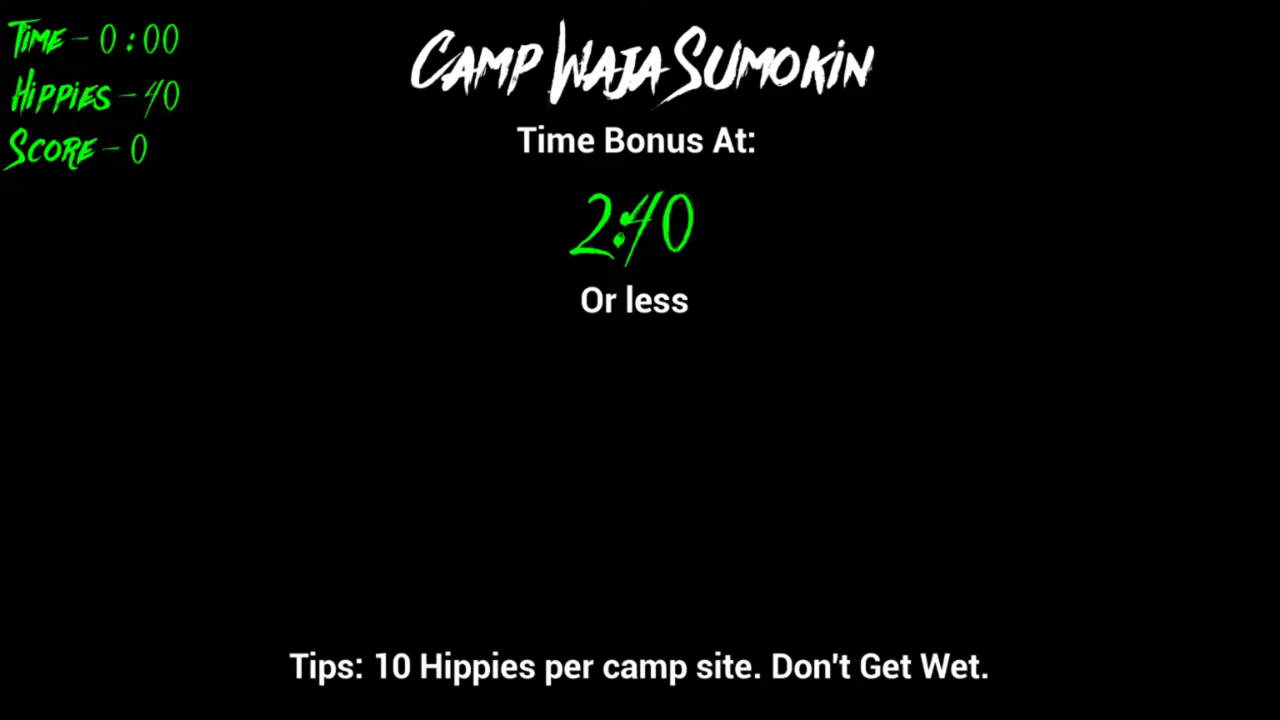 Time - 0:00
Hippies - 40
Score - 0
Camp Waja Sumokin
Time Bonus At:
2:40
Or less
Tips: 10 Hippies per camp site. Don't Get Wet.